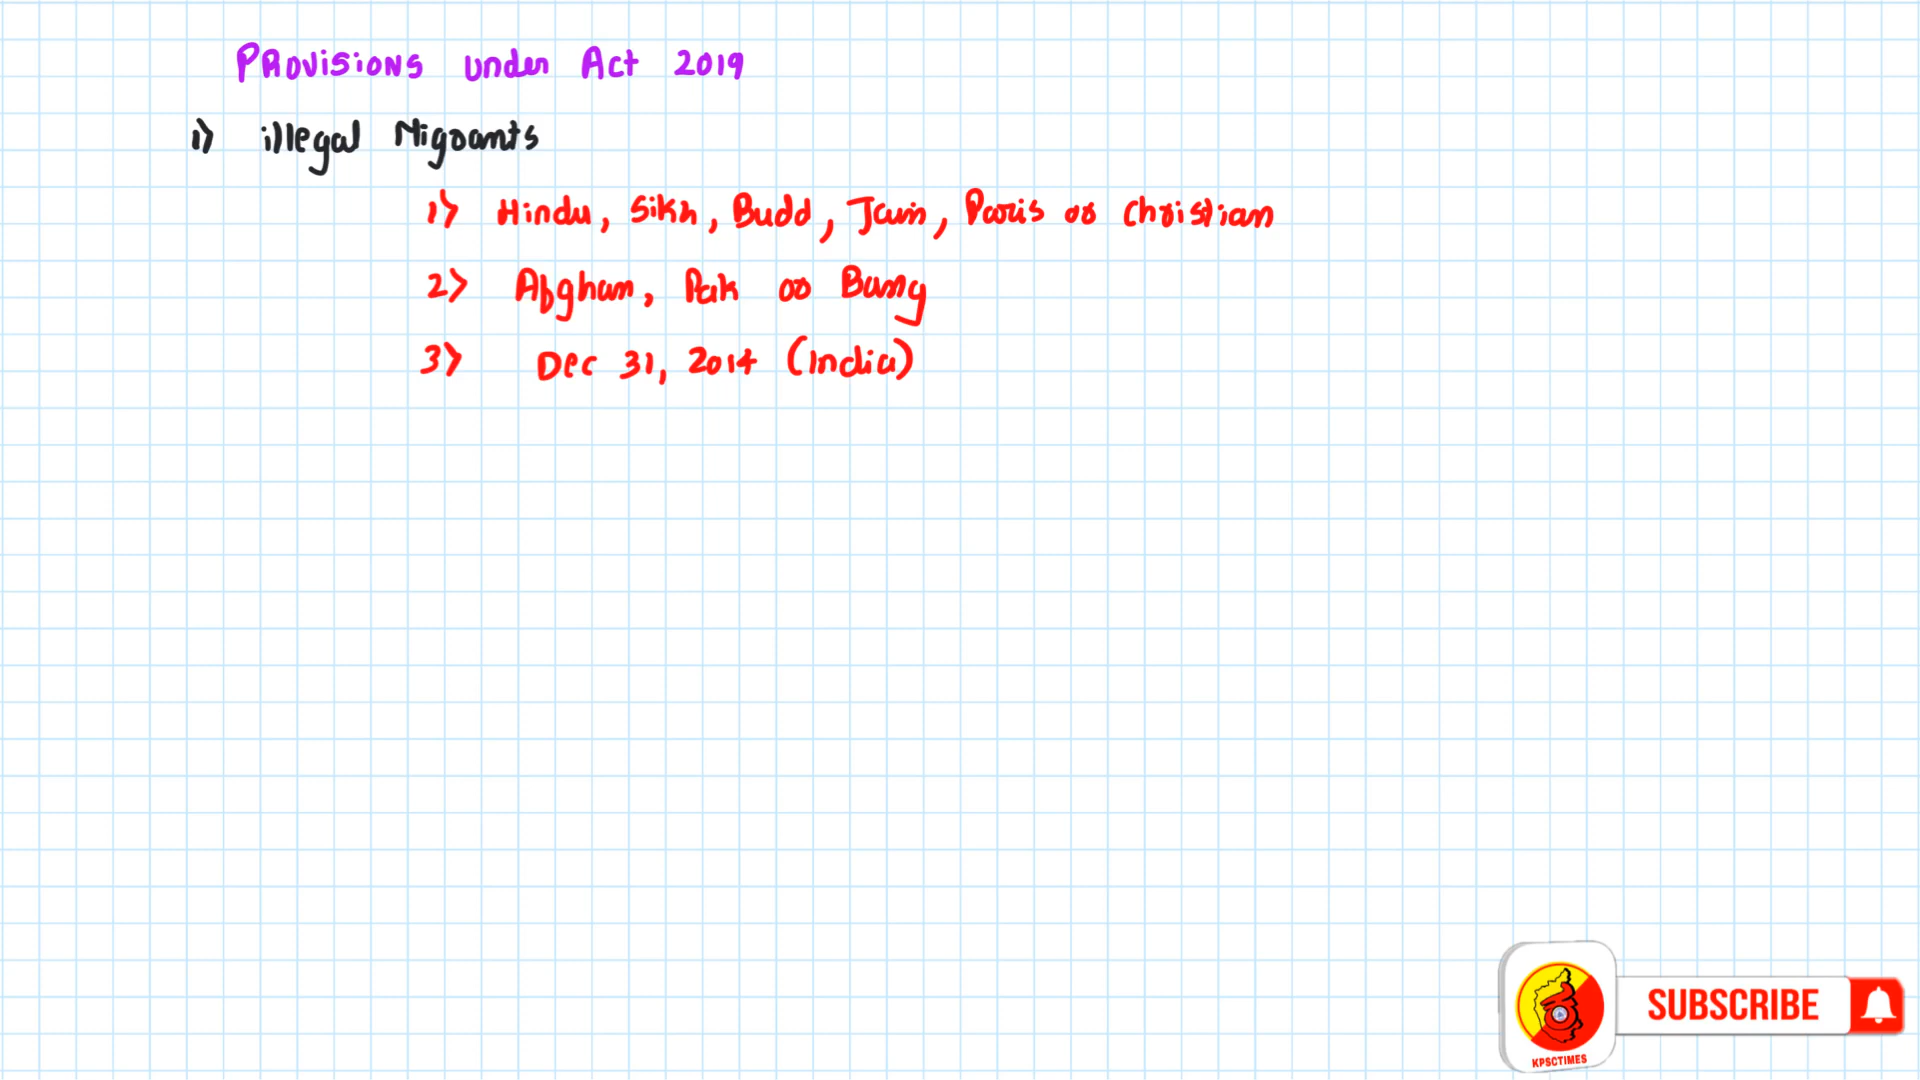 PROVISIONS under Act 2019
1) illegal Migrants
1) Hindu, Sikh, Budd, Jain, Paris or Christian
2) Afghan, Pak or Bang
3) Dec 31, 2014 (India)
SUBSCRIBE
KPSCTIMES